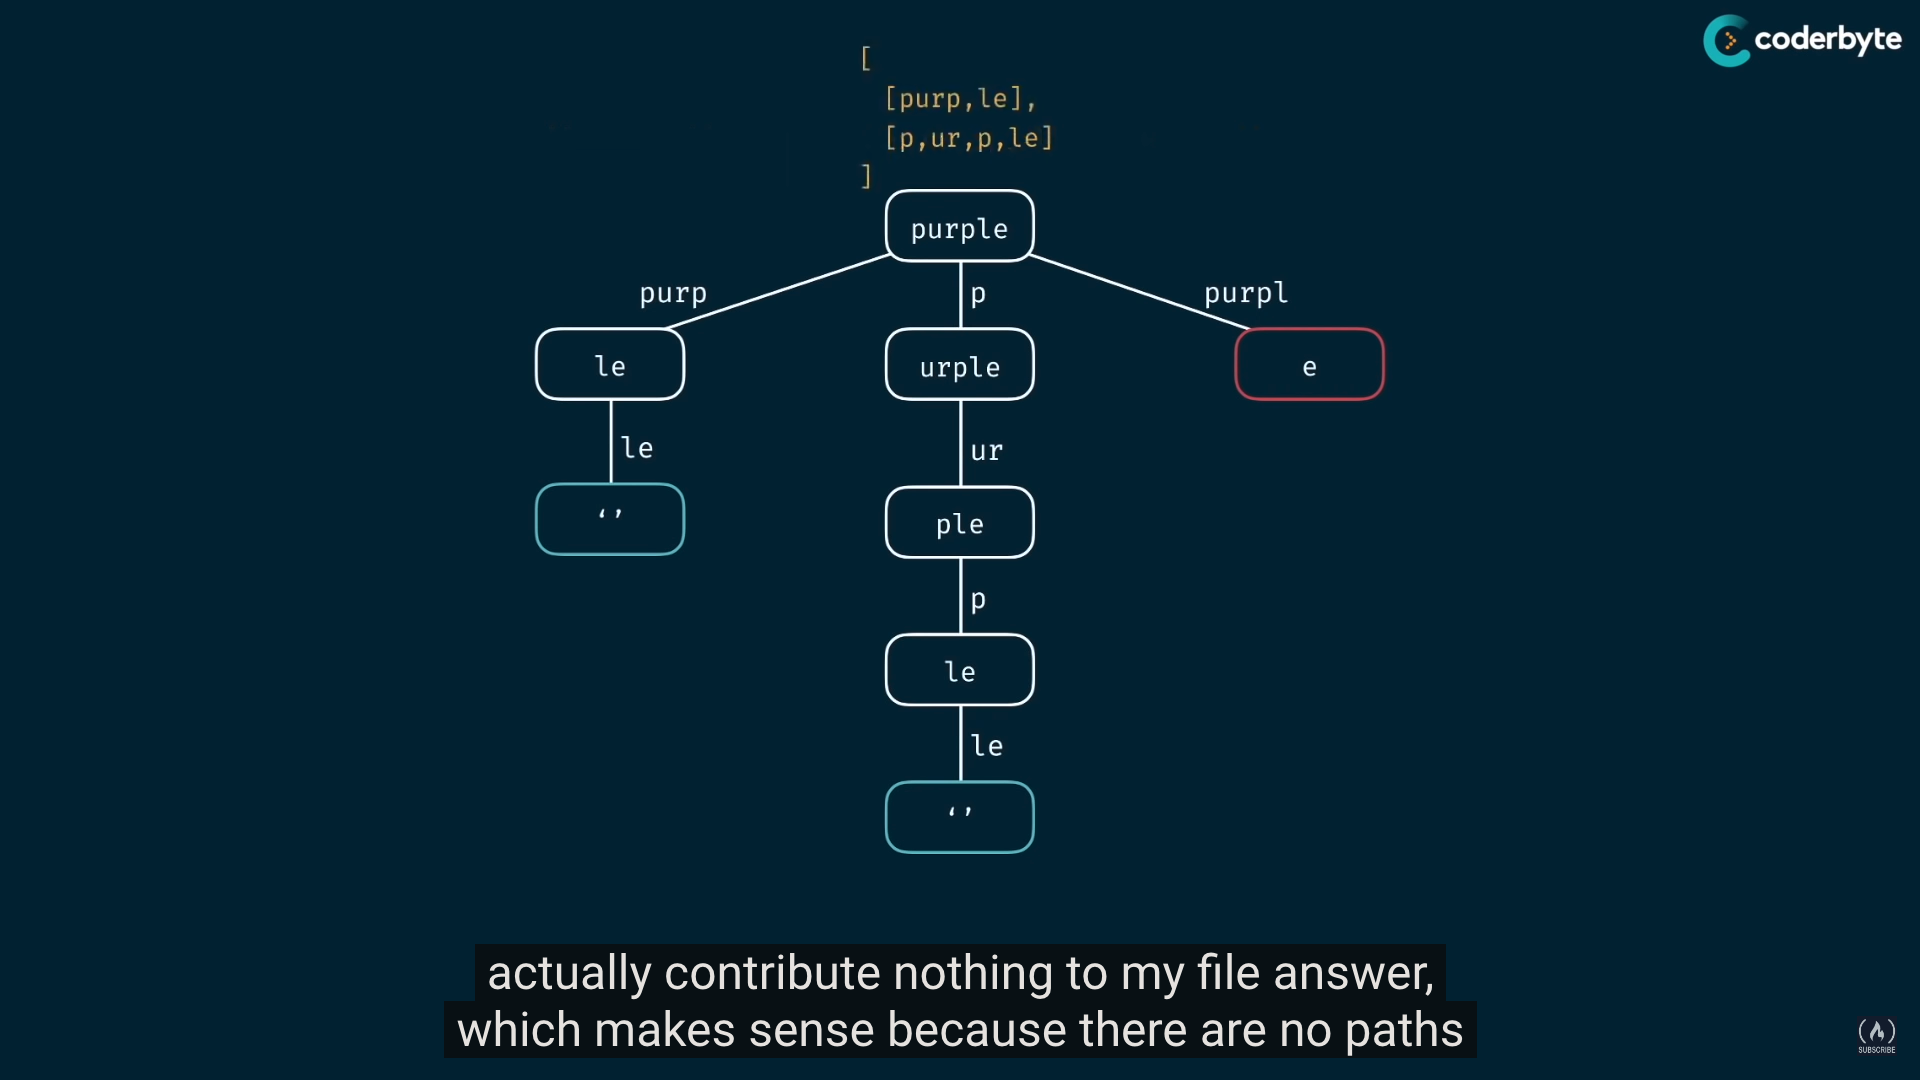 coderbyte
[
[purp,le],
[p,ur,p,le]
]
purple
purp
p
purpl
le
urple
e
le
ur
‘’
ple
p
le
le
‘’
actually contribute nothing to my file answer,
which makes sense because there are no paths
SUBSCRIBE